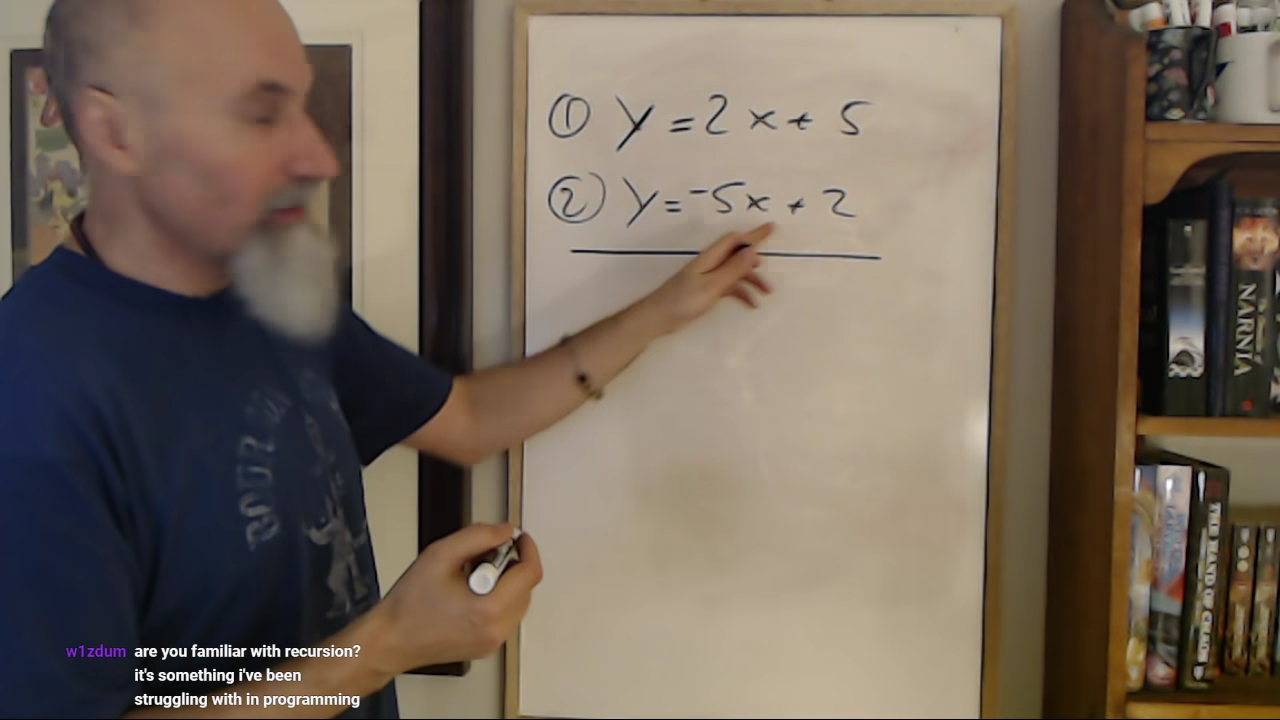 ① y = 2x + 5
② y = -5x + 2
NARNIA
w1zdum are you familiar with recursion?
it's something i've been
struggling with in programming